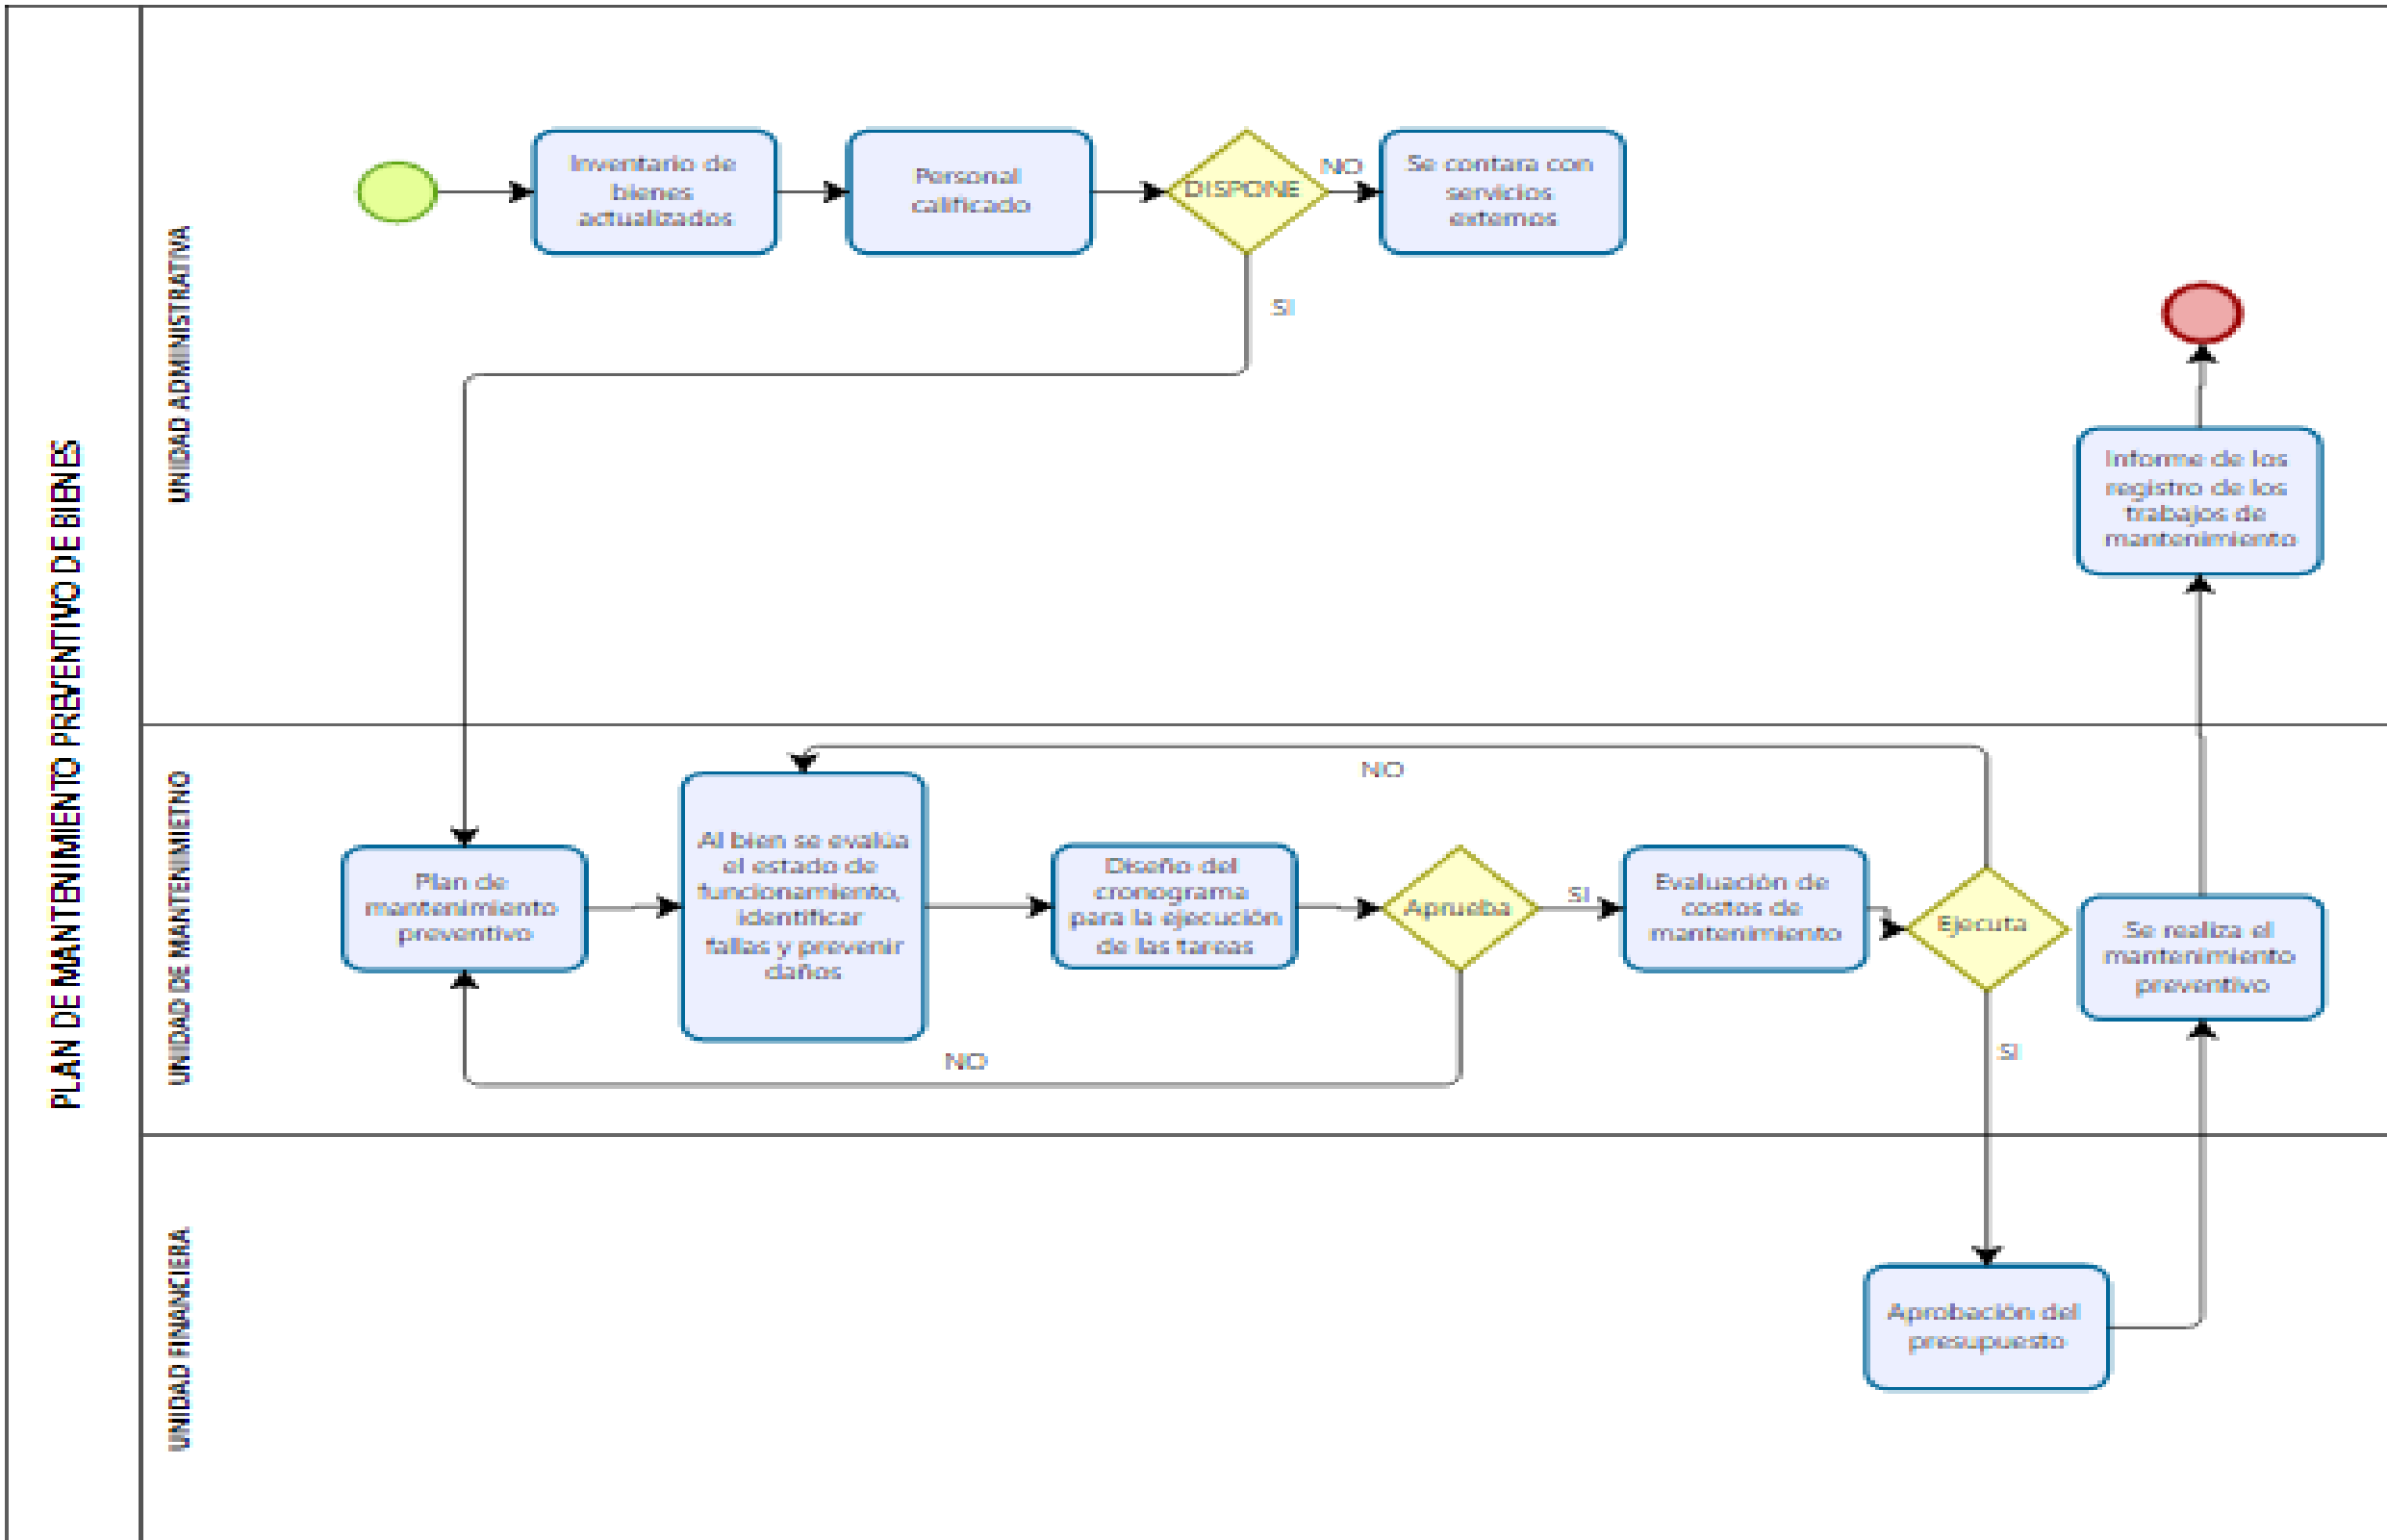 PLAN DE MANTENIMIENTO PREVENTIVO DE BIENES
UNIDAD ADMINISTRATIVA
Inventario de
bienes
actualizados
Personal
calificado
DISPONE
NO
Se contara con
servicios
externos
SI
Informe de los
registro de los
trabajos de
mantenimiento
UNIDAD DE MANTENIMIETNO
Plan de
mantenimiento
preventivo
Al bien se evalúa
el estado de
funcionamiento,
identificar
fallas y prevenir
daños
Diseño del
cronograma
para la ejecución
de las tareas
Aprueba
SI
NO
Evaluación de
costos de
mantenimiento
Ejecuta
NO
SI
Se realiza el
mantenimiento
preventivo
UNIDAD FINANCIERA
Aprobación del
presupuesto